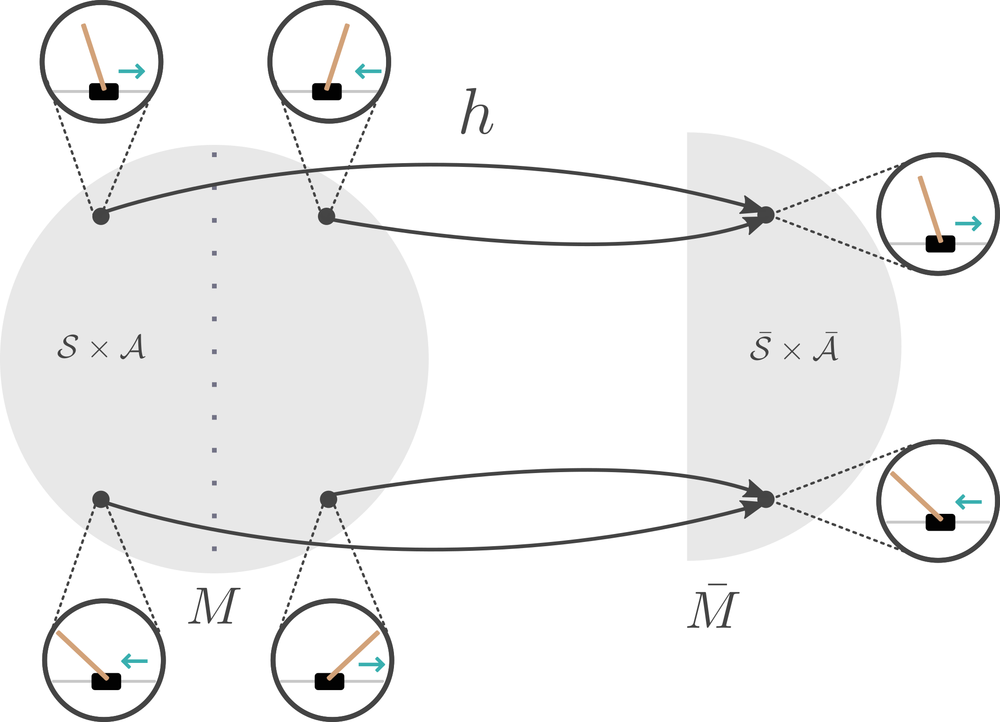 h
𝒮 × 𝒜
𝒮̄ × 𝒜̄
M
M̄